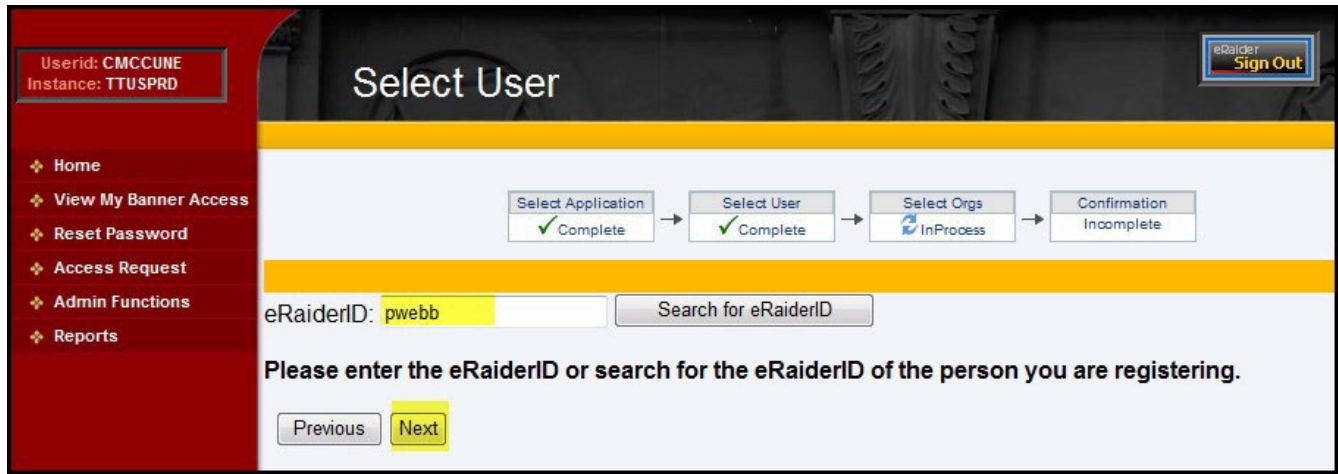 Userid: CMCCUNE
Instance: TTUSPRD
Select User
eRaider
Sign Out
Home
View My Banner Access
Reset Password
Access Request
Admin Functions
Reports
Select Application
Complete
Select User
Complete
Select Orgs
InProcess
Confirmation
Incomplete
eRaiderID: pwebb Search for eRaiderID
Please enter the eRaiderID or search for the eRaiderID of the person you are registering.
Previous Next